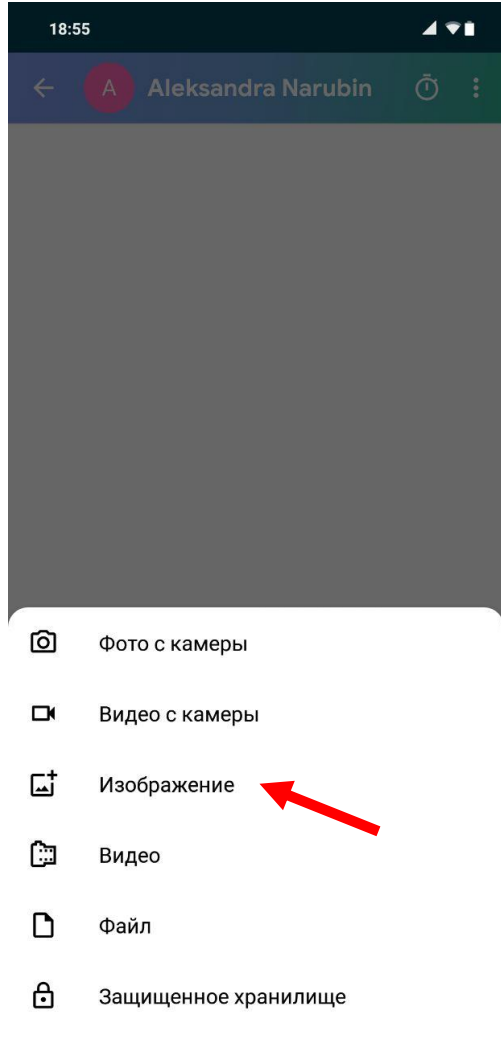 18:55
A Aleksandra Narubin
Фото с камеры
Видео с камеры
Изображение
Видео
Файл
Защищенное хранилище